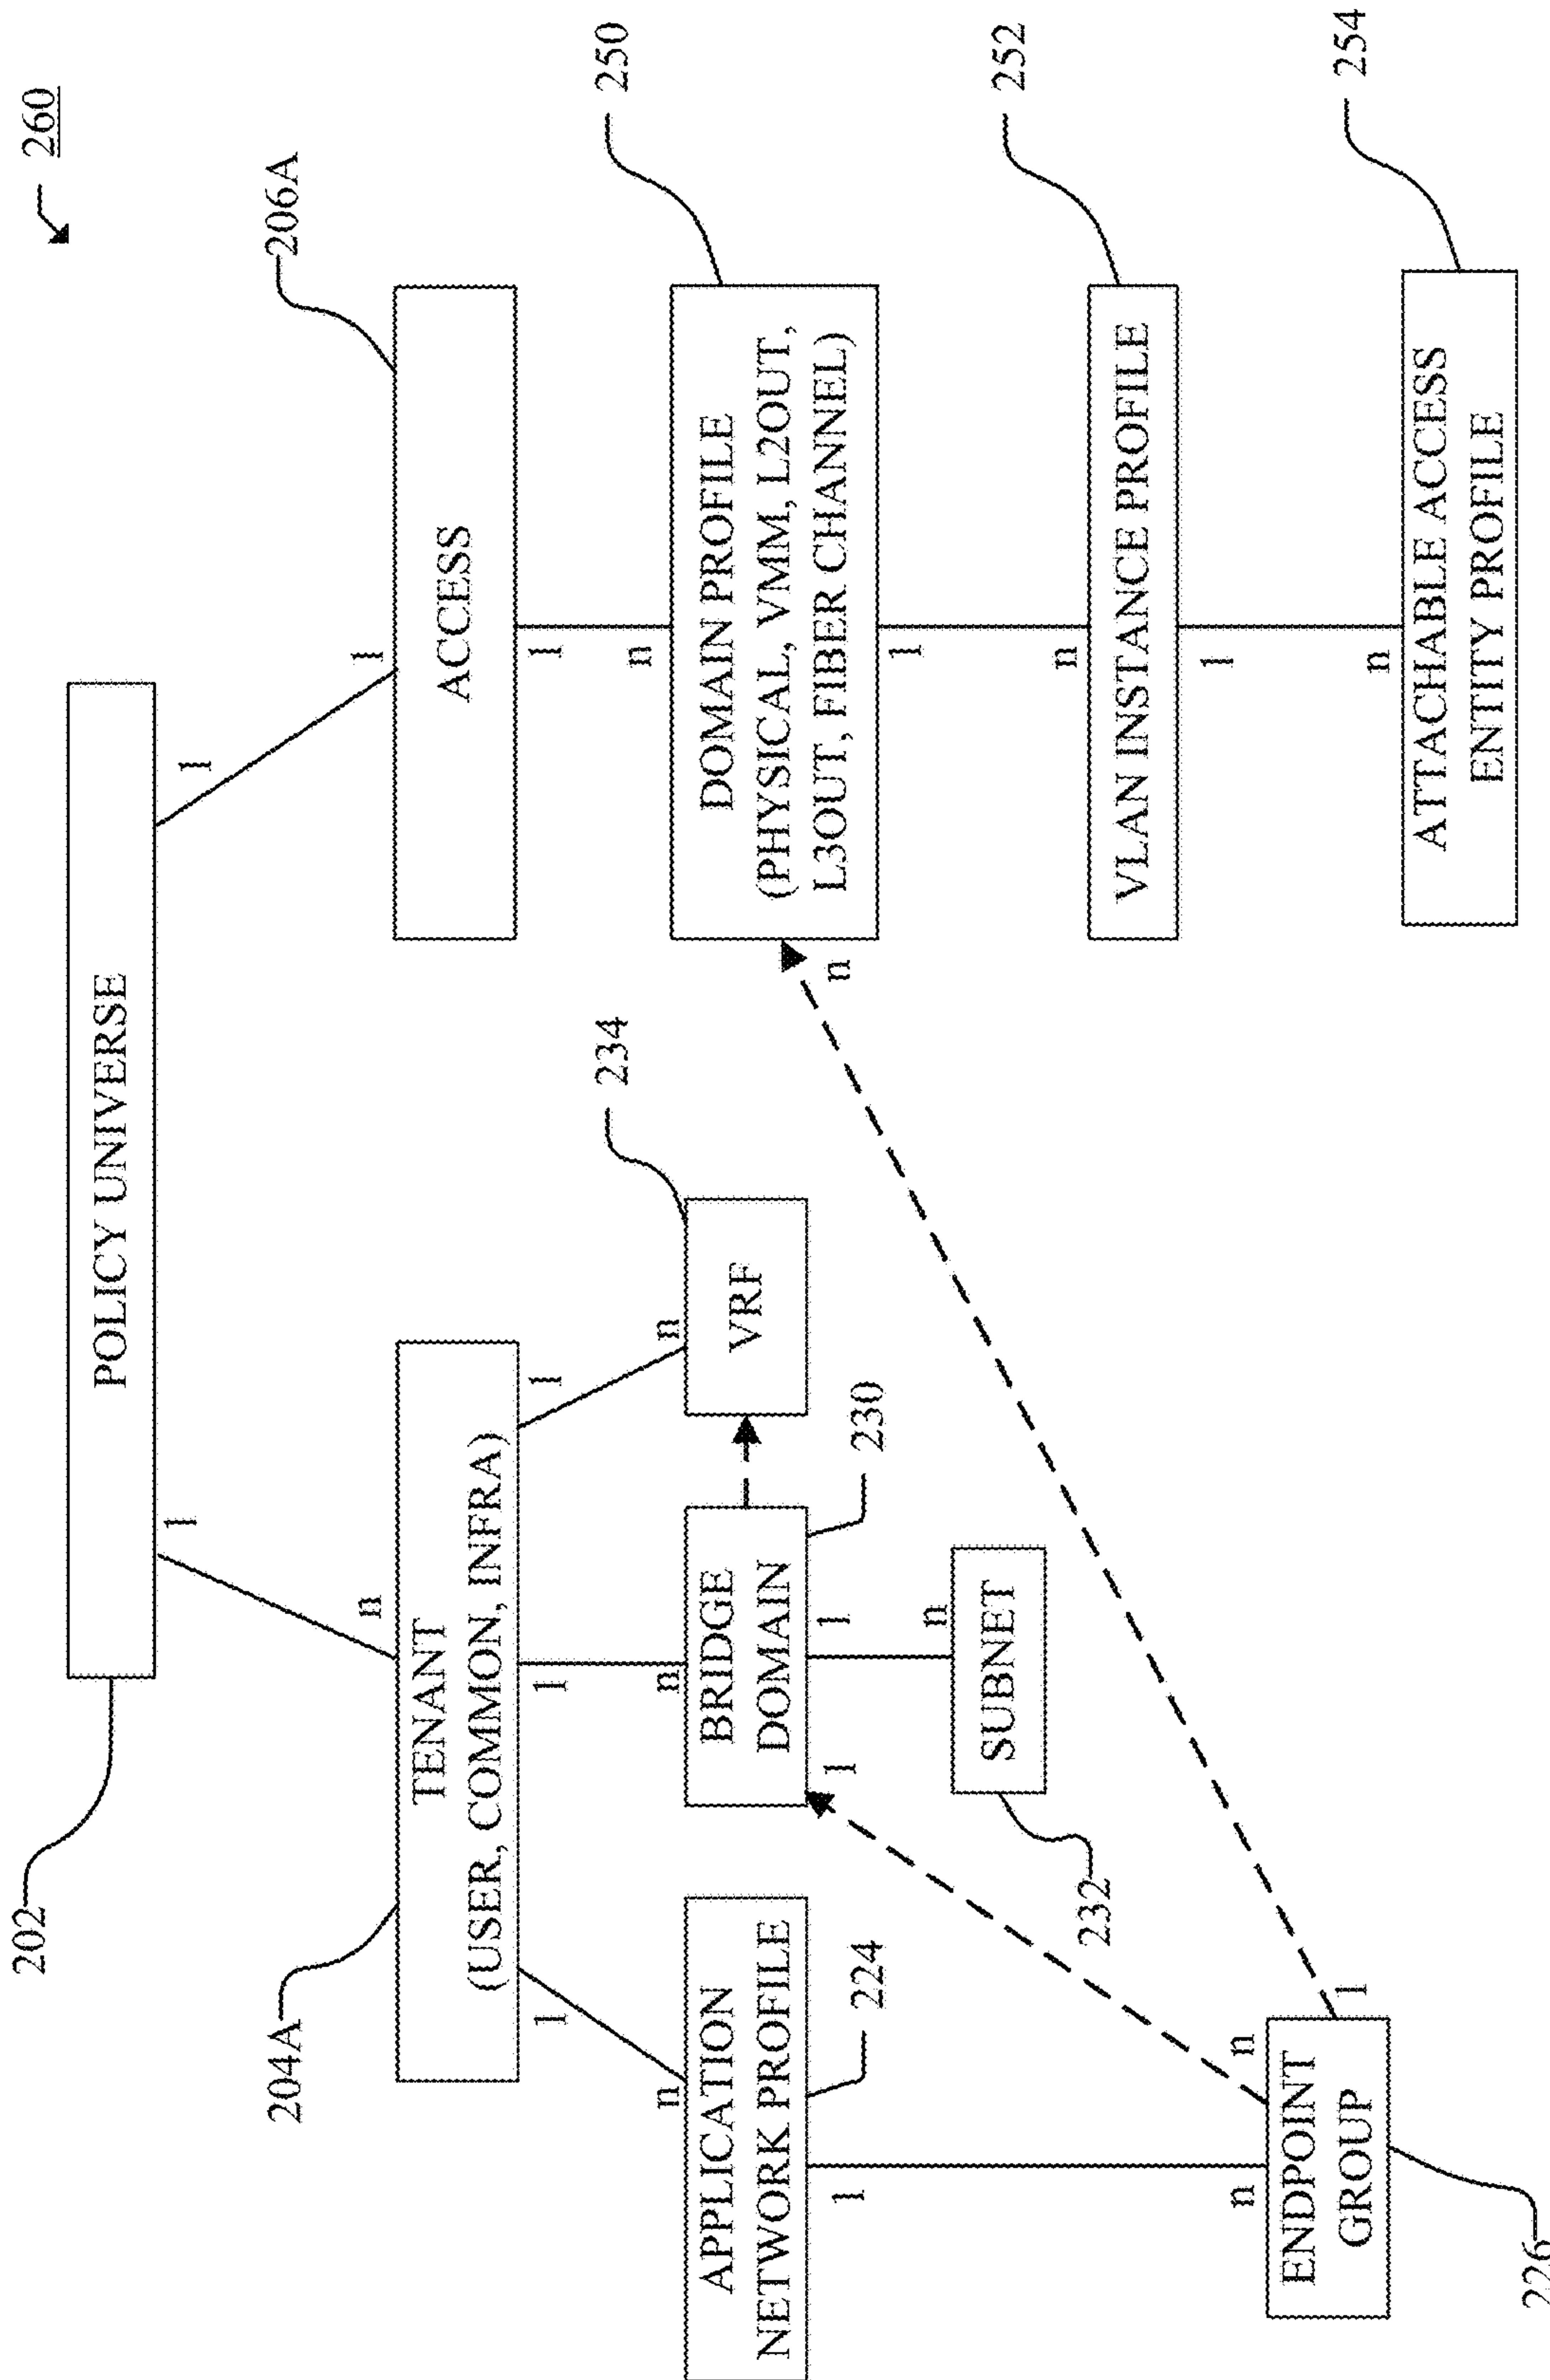 260
POLICY UNIVERSE
202
1
1
n
1
204A
TENANT
(USER, COMMON, INFRA)
206A
ACCESS
1
1
1
1
n
n
n
n
APPLICATION
NETWORK PROFILE
224
BRIDGE
DOMAIN
230
VRF
234
DOMAIN PROFILE
(PHYSICAL, VMM, L2OUT,
L3OUT, FIBER CHANNEL)
250
1
1
1
n
1
n
n
SUBNET
232
VLAN INSTANCE PROFILE
252
1
n
n
n
1
ENDPOINT
GROUP
226
ATTACHABLE ACCESS
ENTITY PROFILE
254